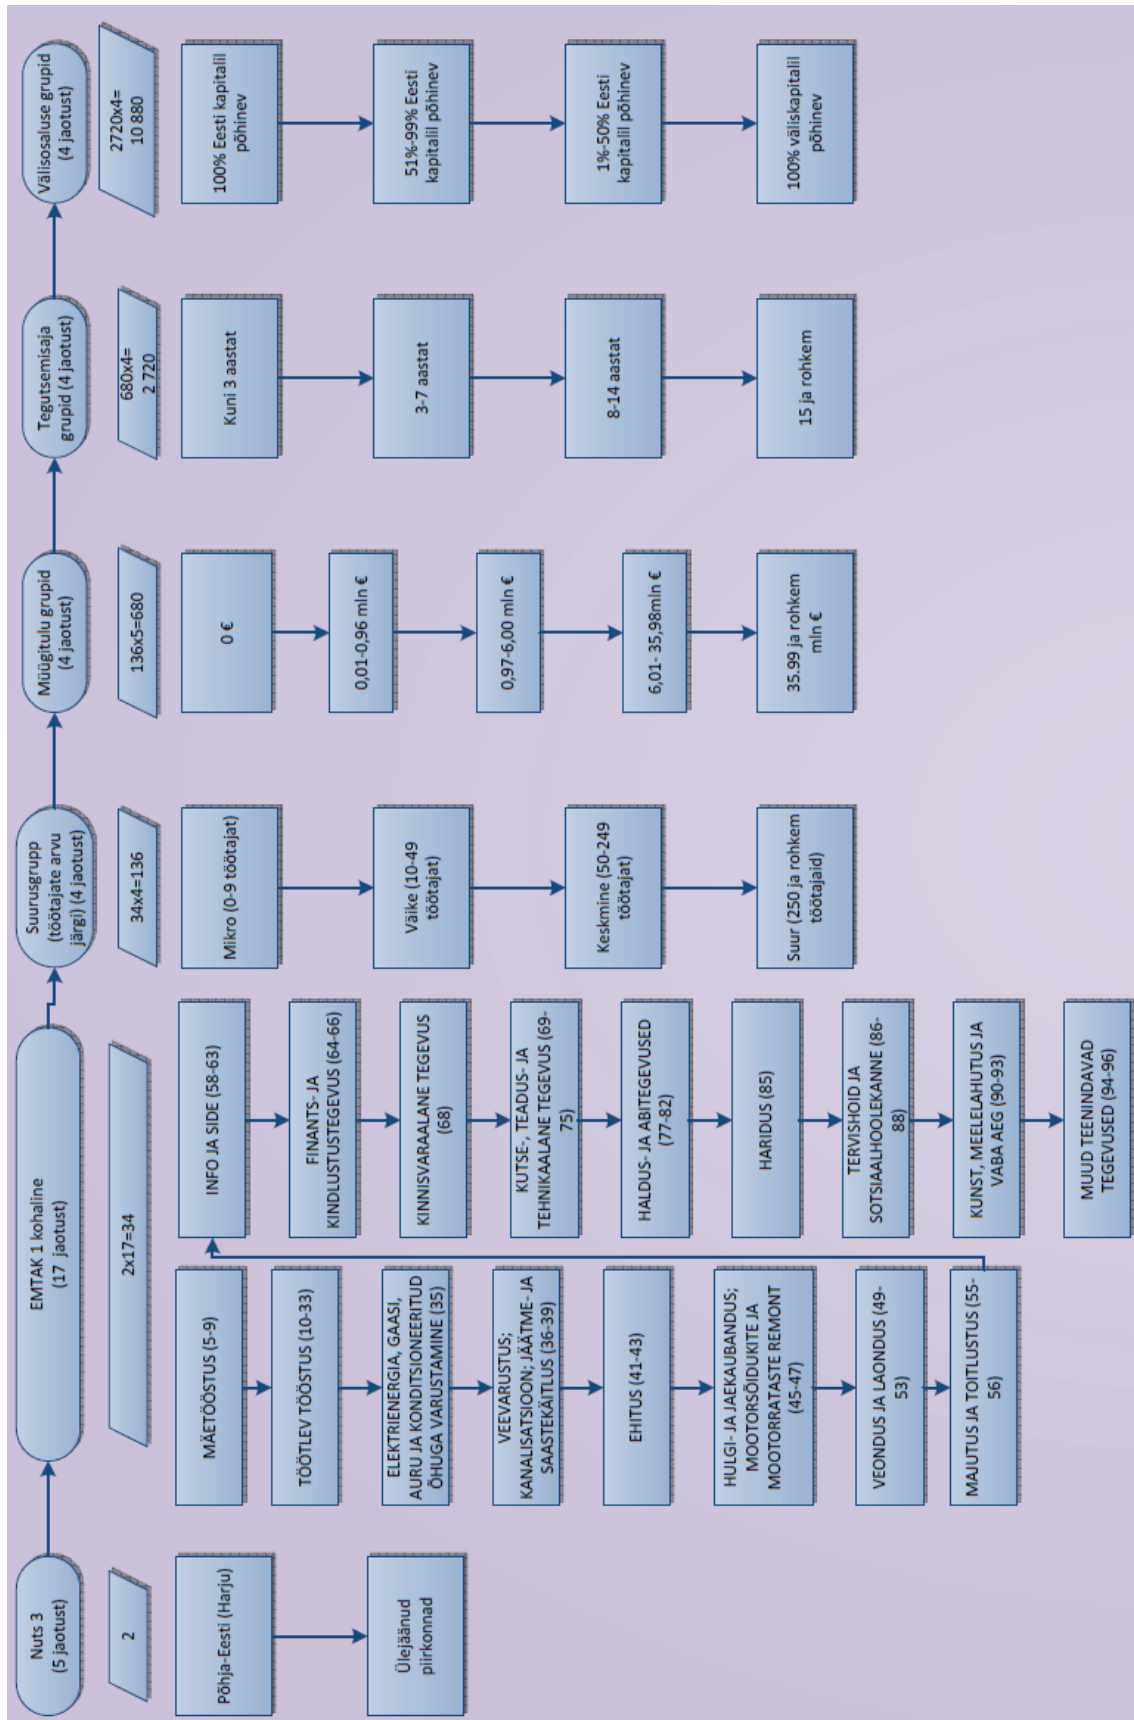 Nuts 3
(5 jaotust)
2
Põhja-Eesti (Harju)
Ülejäänud
piirkonnad
EMTAK 1 kohaline
(17 jaotust)
2x17=34
MÄETÖÖSTUS (5-9)
TÖÖTLEV TÖÖSTUS (10-33)
ELEKTRIENERGIA, GAASI,
AURU JA KONDITSIONEERITUD
ÕHUGA VARUSTAMINE (35)
VEEVARUSTUS;
KANALISATSIOON; JÄÄTME- JA
SAASTEKÄITLUS (36-39)
EHITUS (41-43)
HULGI- JA JAEKAUBANDUS;
MOOTORSÕIDUKITE JA
MOOTORRATASTE REMONT
(45-47)
VEONDUS JA LAONDUS (49-
53)
MAJUTUS JA TOITLUSTUS (55-
56)
INFO JA SIDE (58-63)
FINANTS- JA
KINDLUSTUSTEGEVUS (64-66)
KINNISVARAALANE TEGEVUS
(68)
KUTSE-, TEADUS- JA
TEHNIKAALANE TEGEVUS (69-
75)
HALDUS- JA ABITEGEVUSED
(77-82)
HARIDUS (85)
TERVISHOID JA
SOTSIAALHOOLEKANNE (86-
88)
KUNST, MEELELAHUTUS JA
VABA AEG (90-93)
MUUD TEENINDAVAD
TEGEVUSED (94-96)
Suurusgrupp
(töötajate arvu
järgi) (4 jaotust)
34x4=136
Mikro (0-9 töötajat)
Väike (10-49
töötajat)
Keskmine (50-249
töötajat)
Suur (250 ja rohkem
töötajaid)
Müügitulu grupid
(4 jaotust)
136x5=680
0 €
0,01-0,96 mln €
0,97-6,00 mln €
6,01- 35,98mln €
35.99 ja rohkem
mln €
Tegutsemisaja
grupid (4 jaotust)
680x4=
2 720
Kuni 3 aastat
3-7 aastat
8-14 aastat
15 ja rohkem
Välisosaluse grupid
(4 jaotust)
2720x4=
10 880
100% Eesti kapitalil
põhinev
51%-99% Eesti
kapitalil põhinev
1%-50% Eesti
kapitalil põhinev
100% väliskapitalil
põhinev